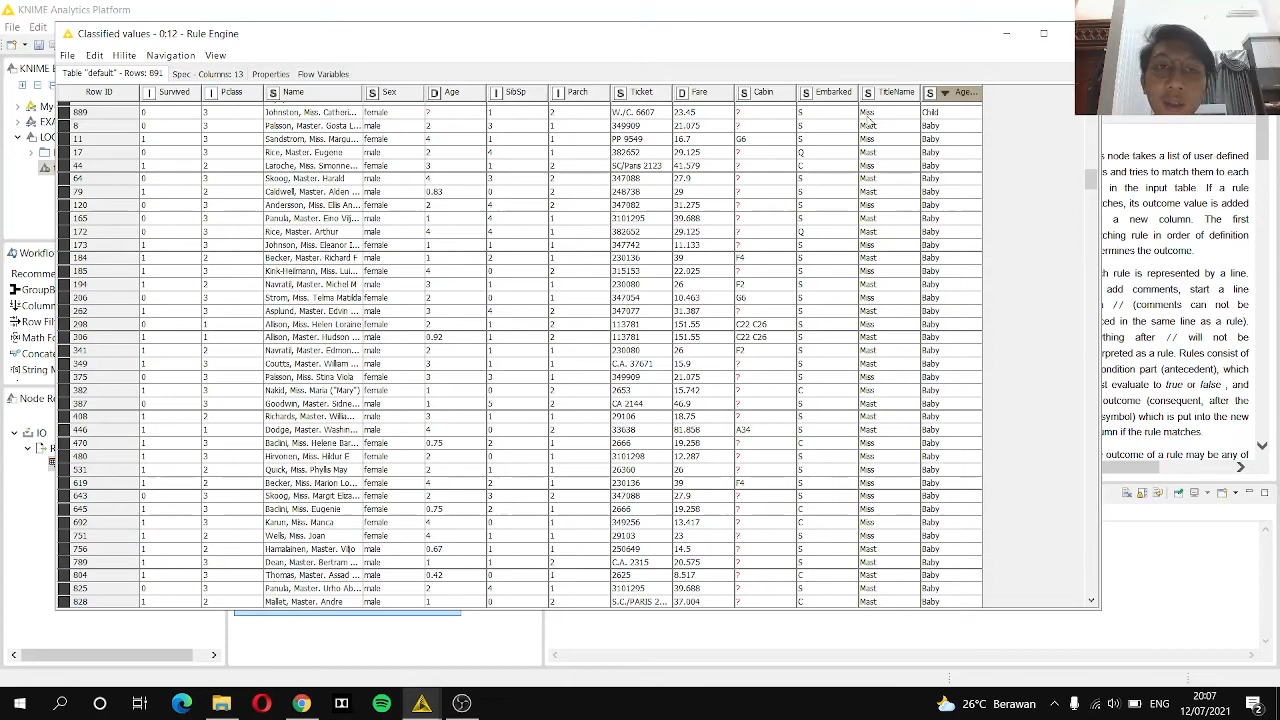 KNIME Analytics Platform
File Edit
Classified values - 0:12 - Rule Engine
File Edit Hilite Navigation View
Table "default" - Rows: 891 Spec - Columns: 13 Properties Flow Variables
Row ID I Survived I Pclass S Name S Sex D Age I SibSp I Parch S Ticket D Fare S Cabin S Embarked S TitleName S Age...
889 0 3 Johnston, Miss. Catheri... female ? 1 2 W./C. 6607 23.45 ? S Miss Child
8 0 3 Palsson, Master. Gosta L... male 2 3 1 349909 21.075 ? S Mast Baby
11 1 3 Sandstrom, Miss. Margu... female 4 1 1 PP 9549 16.7 G6 S Miss Baby
17 0 3 Rice, Master. Eugene male 2 4 1 382652 29.125 ? Q Mast Baby
44 1 2 Laroche, Miss. Simonne... female 3 1 2 SC/Paris 2123 41.579 ? C Miss Baby
64 0 3 Skoog, Master. Harald male 4 3 2 347088 27.9 ? S Mast Baby
79 1 2 Caldwell, Master. Alden ... male 0.83 0 2 248738 29 ? S Mast Baby
120 0 3 Andersson, Miss. Ellis An... female 2 4 2 347082 31.275 ? S Miss Baby
165 0 3 Panula, Master. Eino Vilj... male 1 4 1 3101295 39.688 ? S Mast Baby
172 0 3 Rice, Master. Arthur male 4 4 1 382652 29.125 ? Q Mast Baby
173 1 3 Johnson, Miss. Eleanor I... female 1 1 1 347742 11.133 ? S Miss Baby
184 1 2 Becker, Master. Richard F male 1 2 1 230136 39 F4 S Mast Baby
185 1 3 Kink-Heilmann, Miss. Lui... female 4 0 2 315153 22.025 ? S Miss Baby
194 1 2 Navratil, Master. Michel M male 3 1 1 230080 26 F2 S Mast Baby
206 0 3 Strom, Miss. Telma Matilda female 2 0 1 347054 10.463 G6 S Miss Baby
262 1 3 Asplund, Master. Edvin ... male 3 4 2 347077 31.387 ? S Mast Baby
298 0 1 Allison, Miss. Helen Loraine female 2 1 2 113781 151.55 C22 C26 S Miss Baby
306 1 1 Allison, Master. Hudson ... male 0.92 1 2 113781 151.55 C22 C26 S Mast Baby
341 1 2 Navratil, Master. Edmon... male 2 1 1 230080 26 F2 S Mast Baby
349 1 3 Coutts, Master. William ... male 3 1 1 C.A. 37671 15.9 ? S Mast Baby
375 0 3 Palsson, Miss. Stina Viola female 3 3 1 349909 21.075 ? S Miss Baby
382 1 3 Nakid, Miss. Maria ("Mary") female 1 0 2 2653 15.742 ? C Miss Baby
387 0 3 Goodwin, Master. Sidne... male 1 5 2 CA 2144 46.9 ? S Mast Baby
408 1 2 Richards, Master. Willia... male 3 1 1 29106 18.75 ? S Mast Baby
446 1 1 Dodge, Master. Washin... male 4 0 2 33638 81.858 A34 S Mast Baby
470 1 3 Baclini, Miss. Helene Bar... female 0.75 2 1 2666 19.258 ? C Miss Baby
480 1 3 Hirvonen, Miss. Hildur E female 2 0 1 3101298 12.287 ? S Miss Baby
531 1 2 Quick, Miss. Phyllis May female 2 1 1 26360 26 ? S Miss Baby
619 1 2 Becker, Miss. Marion Lo... female 4 2 1 230136 39 F4 S Miss Baby
643 0 3 Skoog, Miss. Margit Eliza... female 2 3 2 347088 27.9 ? S Miss Baby
645 1 3 Baclini, Miss. Eugenie female 0.75 2 1 2666 19.258 ? C Miss Baby
692 1 3 Karun, Miss. Manca female 4 0 1 349256 13.417 ? C Miss Baby
751 1 2 Wells, Miss. Joan female 4 1 1 29103 23 ? S Miss Baby
756 1 2 Hamalainen, Master. Viljo male 0.67 1 1 250649 14.5 ? S Mast Baby
789 1 3 Dean, Master. Bertram ... male 1 1 2 C.A. 2315 20.575 ? S Mast Baby
804 1 3 Thomas, Master. Assad ... male 0.42 0 1 2625 8.517 ? C Mast Baby
825 0 3 Panula, Master. Urho Ab... male 2 4 1 3101295 39.688 ? S Mast Baby
828 1 2 Mallet, Master. Andre male 1 0 2 S.C./PARIS 2... 37.004 ? C Mast Baby
KNIME E
My
EXA
LOC
Workflo
Recomme
GroupB
Column
Row Filt
Math Fo
Concate
String M
Node Re
IO
R
s node takes a list of user defined
s and tries to match them to each
in the input table. If a rule
ches, its outcome value is added
a new column. The first
ching rule in order of definition
ermines the outcome.
h rule is represented by a line.
add comments, start a line
// (comments can not be
ced in the same line as a rule).
thing after // will not be
rpreted as a rule. Rules consist of
ondition part (antecedent), which
st evaluate to true or false , and
outcome (consequent, after the
symbol) which is put into the new
mn if the rule matches.
outcome of a rule may be any of
26°C Berawan ENG 20:07
12/07/2021
2